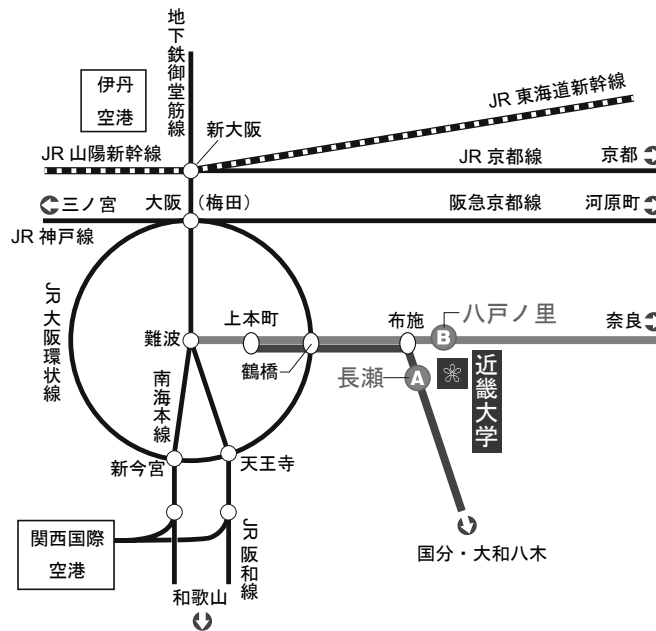 地下鉄御堂筋線
伊丹
空港
JR 東海道新幹線
新大阪
JR 山陽新幹線
JR 京都線
京都
三ノ宮
大阪
(梅田)
阪急京都線
河原町
JR 神戸線
JR 大阪環状線
上本町
布施
八戸ノ里
奈良
難波
B
鶴橋
長瀬
A
近畿大学
南海本線
新今宮
天王寺
関西国際
空港
JR 阪和線
国分・大和八木
和歌山